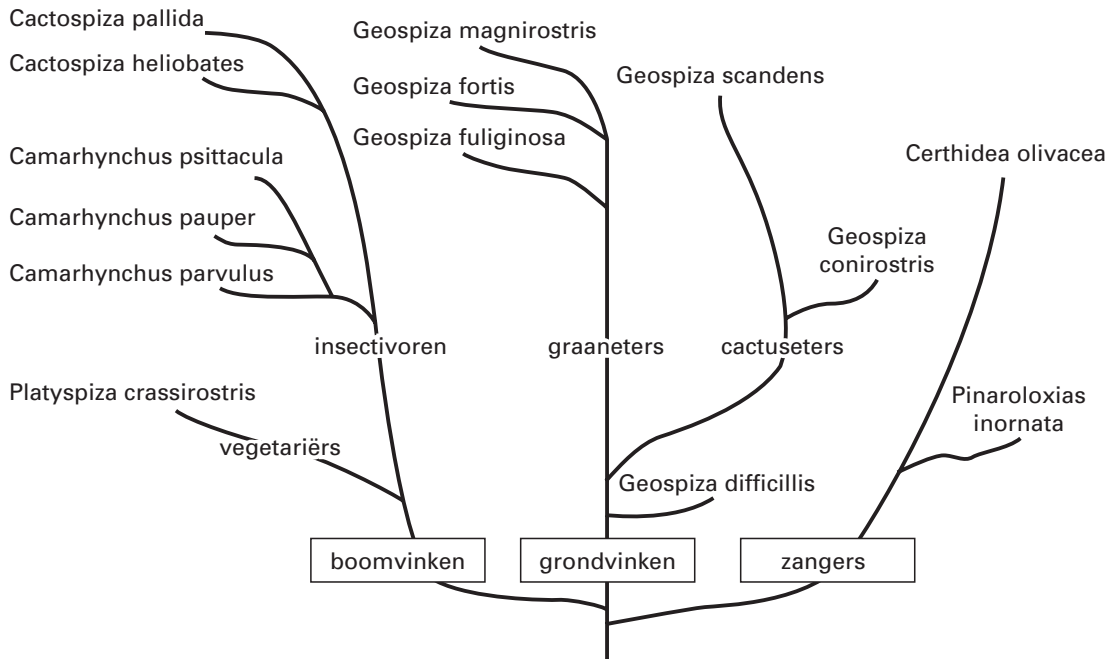 Cactospiza pallida
Cactospiza heliobates
Camarhynchus psittacula
Camarhynchus pauper
Camarhynchus parvulus
insectivoren
Platyspiza crassirostris
vegetariërs
boomvinken
Geospiza magnirostris
Geospiza fortis
Geospiza fuliginosa
graaneters
Geospiza scandens
Geospiza
conirostris
cactuseters
Geospiza difficillis
grondvinken
Certhidea olivacea
Pinaroloxias
inornata
zangers